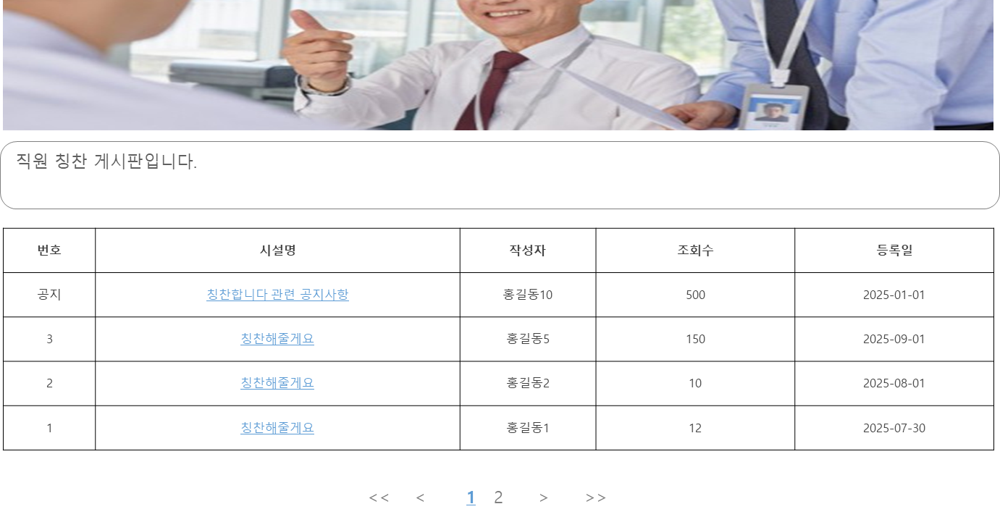 직원 칭찬 게시판입니다.
번호 시설명 작성자 조회수 등록일
공지 칭찬합니다 관련 공지사항 홍길동10 500 2025-01-01
3 칭찬해줄게요 홍길동5 150 2025-09-01
2 칭찬해줄게요 홍길동2 10 2025-08-01
1 칭찬해줄게요 홍길동1 12 2025-07-30
<< < 1 2 > >>